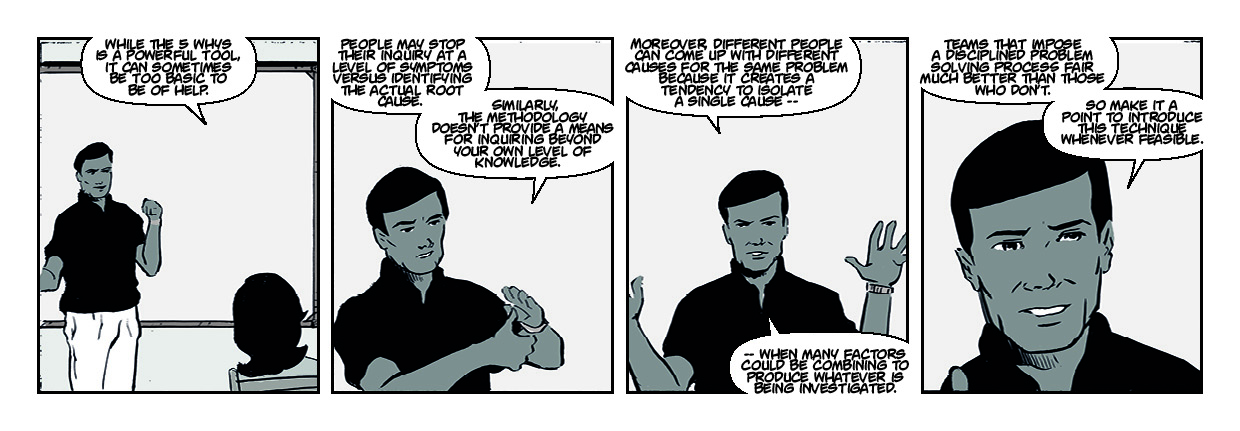 WHILE THE 5 WHYS
IS A POWERFUL TOOL,
IT CAN SOMETIMES
BE TOO BASIC TO
BE OF HELP.
PEOPLE MAY STOP
THEIR INQUIRY AT A
LEVEL OF SYMPTOMS
VERSUS IDENTIFYING
THE ACTUAL ROOT
CAUSE.
SIMILARLY,
THE METHODOLOGY
DOESN'T PROVIDE A MEANS
FOR INQUIRING BEYOND
YOUR OWN LEVEL OF
KNOWLEDGE.
MOREOVER, DIFFERENT PEOPLE
CAN COME UP WITH DIFFERENT
CAUSES FOR THE SAME PROBLEM
BECAUSE IT CREATES A
TENDENCY TO ISOLATE
A SINGLE CAUSE --
-- WHEN MANY FACTORS
COULD BE COMBINING TO
PRODUCE WHATEVER IS
BEING INVESTIGATED.
TEAMS THAT IMPOSE
A DISCIPLINED PROBLEM
SOLVING PROCESS FAIR
MUCH BETTER THAN THOSE
WHO DON'T.
SO MAKE IT A
POINT TO INTRODUCE
THIS TECHNIQUE
WHENEVER FEASIBLE.